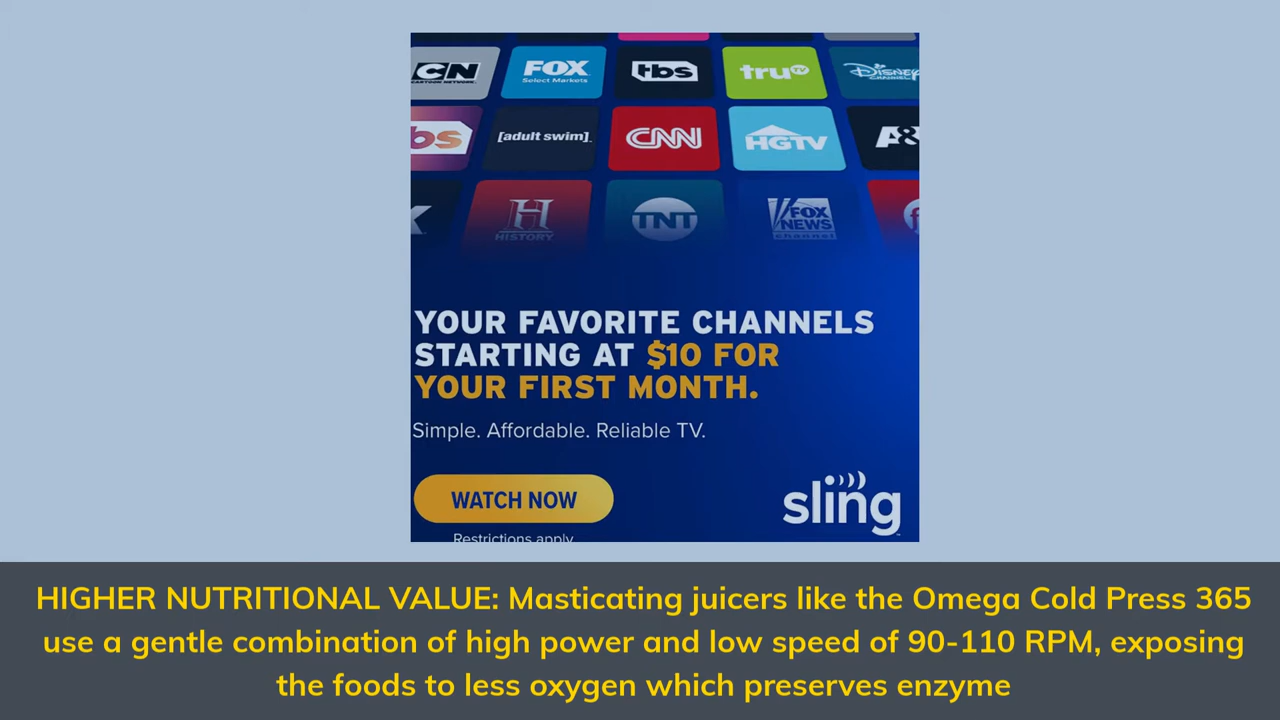 CN
CARTOON NETWORK
FOX
Select Markets
tbs
truTV
Disney
CHANNEL
bs
[adult swim].
CNN
HGTV
A&
H
HISTORY
TNT
FOX
NEWS
channel
YOUR FAVORITE CHANNELS
STARTING AT $10 FOR
YOUR FIRST MONTH.
Simple. Affordable. Reliable TV.
WATCH NOW
sling
Restrictions apply
HIGHER NUTRITIONAL VALUE: Masticating juicers like the Omega Cold Press 365
use a gentle combination of high power and low speed of 90-110 RPM, exposing
the foods to less oxygen which preserves enzyme